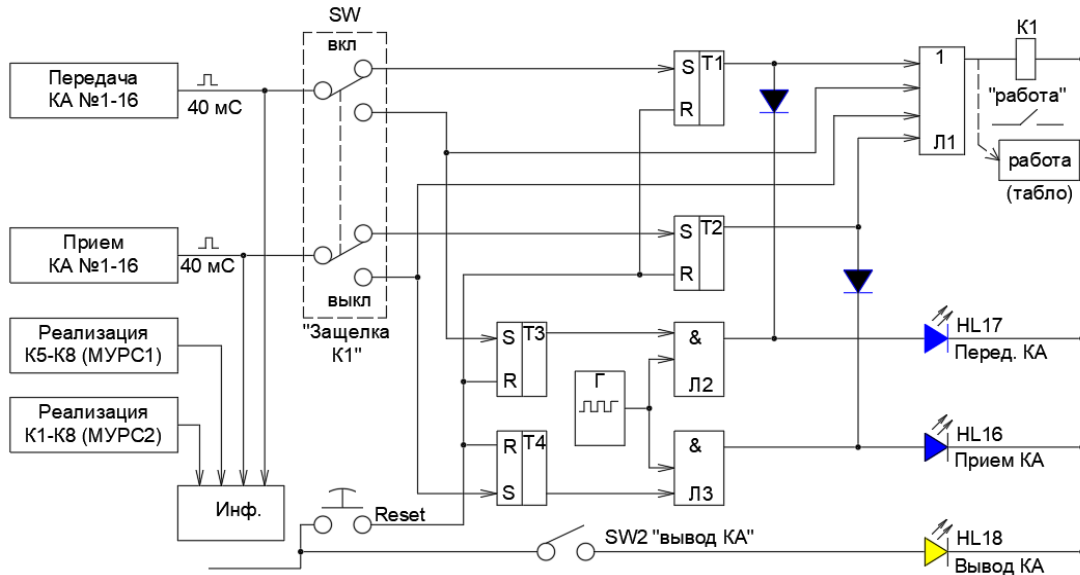 SW
вкл
Передача
КА №1-16
40 мС
Прием
КА №1-16
40 мС
выкл
"Защелка
К1"
Реализация
К5-К8 (МУРС1)
Реализация
К1-К8 (МУРС2)
Инф.
Reset
S
T1
R
S
T2
R
S
T3
R
R
T4
S
Г
&
Л2
&
Л3
1
Л1
К1
"работа"
работа
(табло)
HL17
Перед. КА
HL16
Прием КА
SW2 "вывод КА"
HL18
Вывод КА